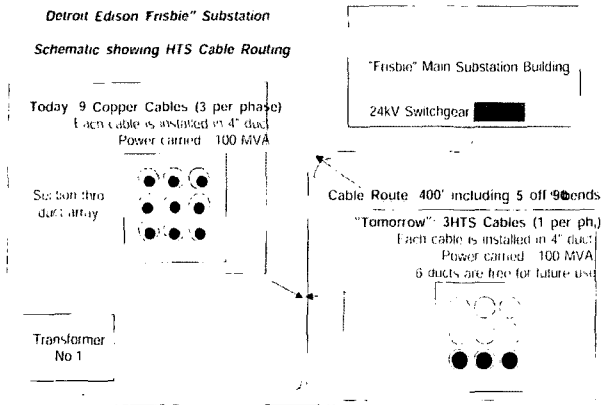 Detroit Edison "Frisbie" Substation
Schematic showing HTS Cable Routing
"Frisbie" Main Substation Building
24kV Switchgear
Today 9 Copper Cables (3 per phase)
Each cable is installed in 4" duct
Power carried 100 MVA
Section thro
duct array
Cable Route 400' including 5 off 90 bends
"Tomorrow": 3HTS Cables (1 per ph,)
Each cable is installed in 4" duct
Power carried 100 MVA
6 ducts are free for future use
Transformer
No 1